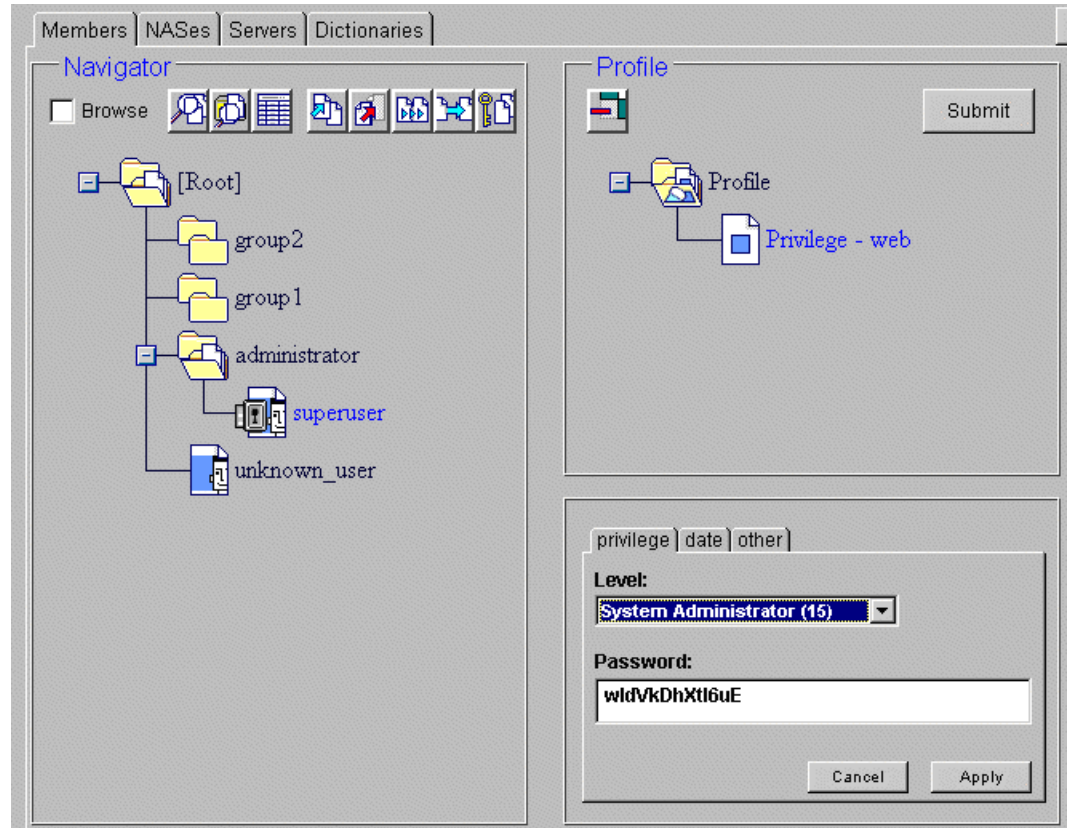 Members NASes Servers Dictionaries
Navigator
Browse
[Root]
group2
group1
administrator
superuser
unknown_user
Profile
Submit
Profile
Privilege - web
privilege date other
Level:
System Administrator (15)
Password:
wIdVkDhXtI6uE
Cancel Apply